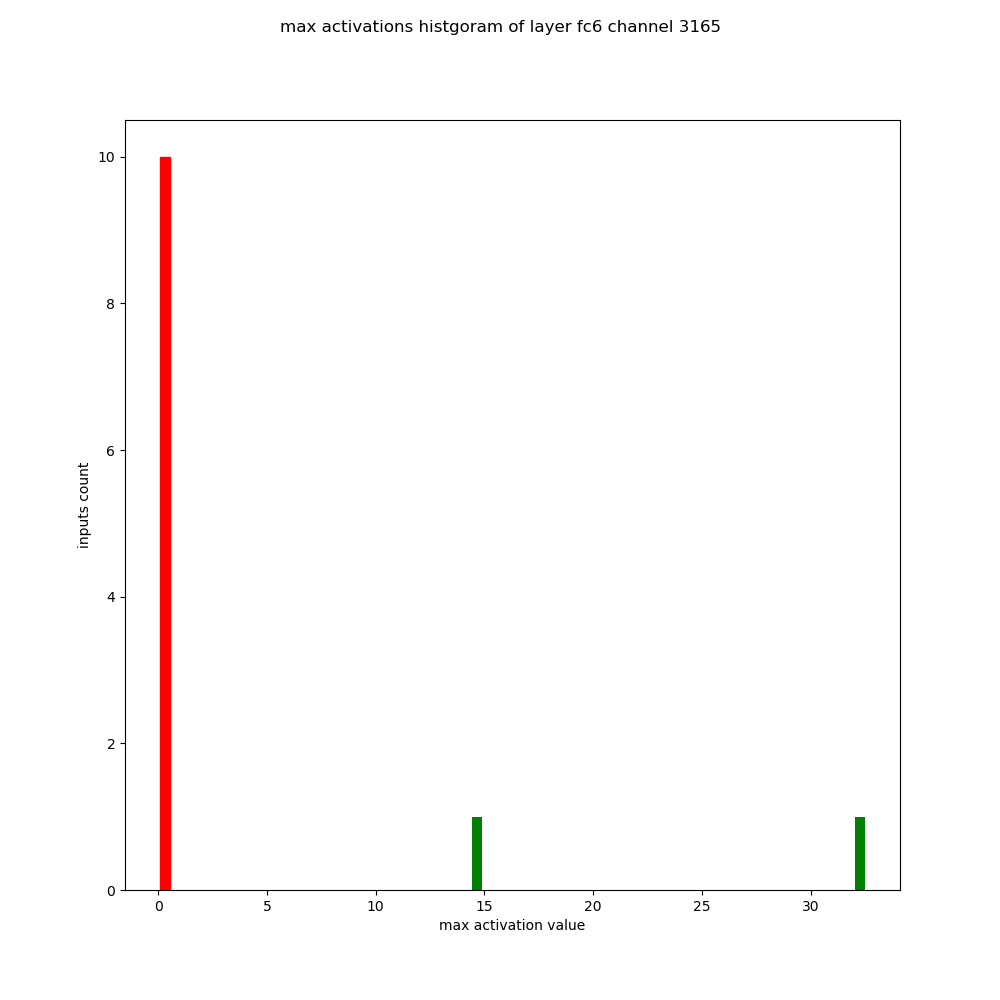 max activations histgoram of layer fc6 channel 3165
10
8
6
4
2
0
inputs count
0 5 10 15 20 25 30
max activation value